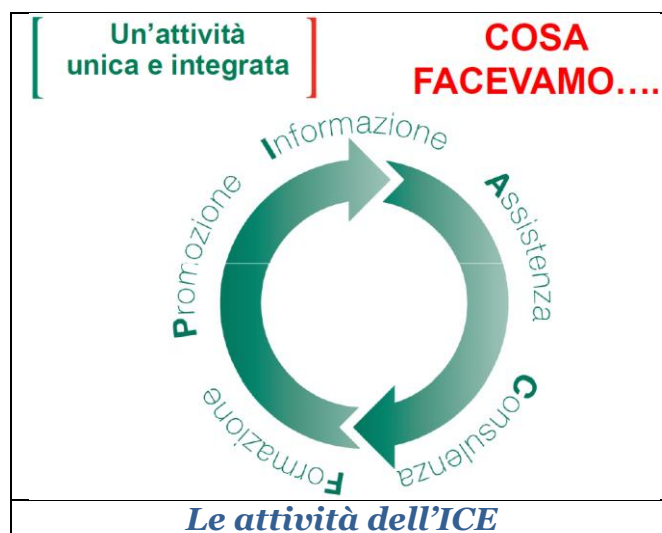 Un'attività
unica e integrata
COSA
FACEVAMO....
Informazione
Assistenza
Consulenza
Formazione
Promozione
Le attività dell'ICE